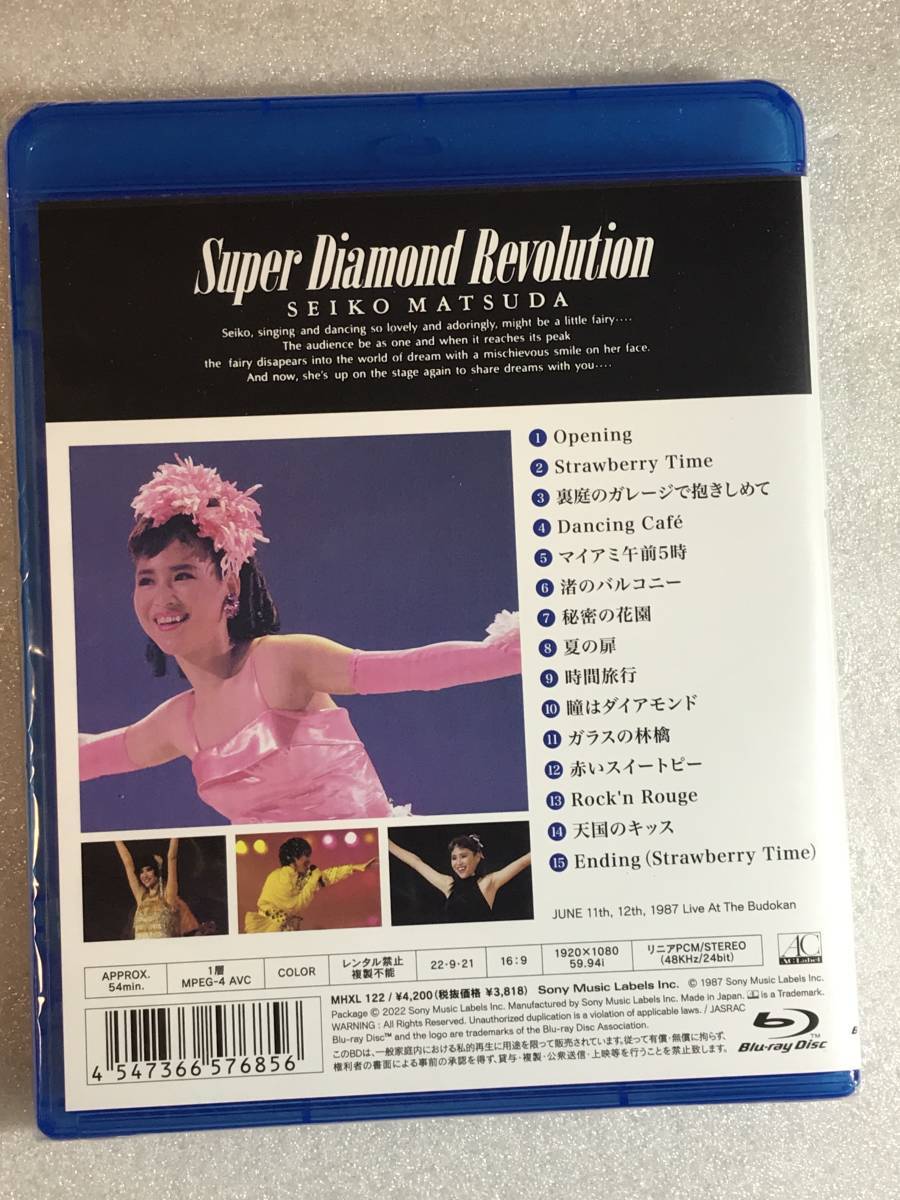 Super Diamond Revolution
SEIKO MATSUDA
Seiko, singing and dancing so lovely and adoringly, might be a little fairy····
The audience be as one and when it reaches its peak
the fairy disapears into the world of dream with a mischievous smile on her face.
And now, she's up on the stage again to share dreams with you····
1 Opening
2 Strawberry Time
3 裏庭のガレージで抱きしめて
4 Dancing Café
5 マイアミ午前5時
6 渚のバルコニー
7 秘密の花園
8 夏の扉
9 時間旅行
10 瞳はダイアモンド
11 ガラスの林檎
12 赤いスイートピー
13 Rock'n Rouge
14 天国のキッス
15 Ending (Strawberry Time)
JUNE 11th, 12th, 1987 Live At The Budokan
APPROX.
54min.
1層
MPEG-4 AVC
COLOR
レンタル禁止
複製不能
22·9·21
16:9
1920×1080
59.94i
リニアPCM/STEREO
(48KHz/24bit)
AC
AC Label
MHXL 122 / ¥4,200(税抜価格 ¥3,818) Sony Music Labels Inc. © 1987 Sony Music Labels Inc.
Package © 2022 Sony Music Labels Inc. Manufactured by Sony Music Labels Inc. Made in Japan. is a Trademark.
WARNING : All Rights Reserved. Unauthorized duplication is a violation of applicable laws. / JASRAC
Blu-ray Disc™ and the logo are trademarks of the Blu-ray Disc Association.
このBDは、一般家庭内における私的再生に用途を限って販売されています。従って有償·無償に拘らず、
権利者の書面による事前の承認を得ず、貸与·複製·公衆送信·上映等を行うことを禁止致します。
Blu-ray Disc™
4 547366 576856